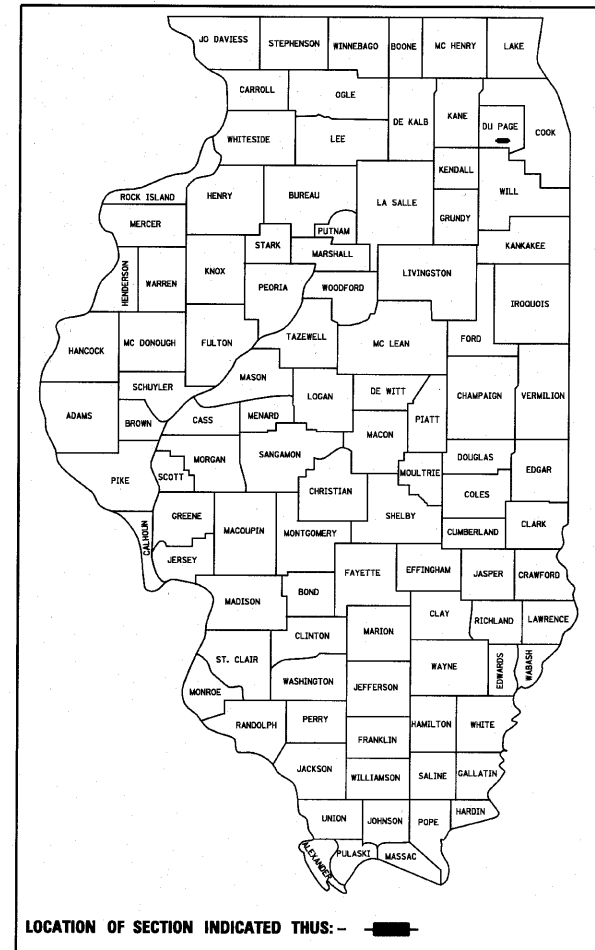 JO DAVIESS
STEPHENSON
WINNEBAGO
BOONE
MC HENRY
LAKE
CARROLL
OGLE
DE KALB
KANE
DU PAGE
COOK
WHITESIDE
LEE
KENDALL
WILL
ROCK ISLAND
HENRY
BUREAU
LA SALLE
GRUNDY
MERCER
PUTNAM
STARK
MARSHALL
KANKAKEE
HENDERSON
WARREN
KNOX
PEORIA
WOODFORD
LIVINGSTON
IROQUOIS
HANCOCK
MC DONOUGH
FULTON
TAZEWELL
MC LEAN
FORD
MASON
SCHUYLER
LOGAN
DE WITT
CHAMPAIGN
VERMILION
ADAMS
BROWN
CASS
MENARD
MACON
PIATT
MORGAN
SANGAMON
DOUGLAS
EDGAR
PIKE
SCOTT
CHRISTIAN
MOULTRIE
COLES
GREENE
MACOUPIN
MONTGOMERY
SHELBY
CUMBERLAND
CLARK
CALHOUN
JERSEY
FAYETTE
EFFINGHAM
JASPER
CRAWFORD
MADISON
BOND
CLAY
RICHLAND
LAWRENCE
CLINTON
MARION
ST. CLAIR
WAYNE
EDWARDS
WABASH
WASHINGTON
JEFFERSON
MONROE
RANDOLPH
PERRY
HAMILTON
WHITE
FRANKLIN
JACKSON
WILLIAMSON
SALINE
GALLATIN
UNION
JOHNSON
POPE
HARDIN
ALEXANDER
PULASKI
MASSAC
LOCATION OF SECTION INDICATED THUS: -